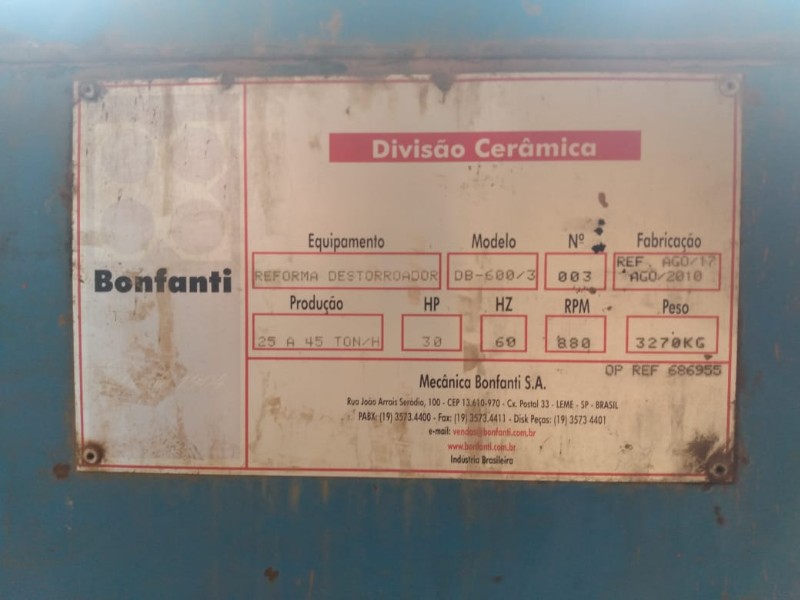 Divisão Cerâmica
Bonfanti
Equipamento Modelo Nº Fabricação
REFORMA DESTORROADOR DB-600/3 003 REF. AGO/17
AGO/2010
Produção HP HZ RPM Peso
25 A 45 TON/H 30 60 880 3270KG
OP REF 686955
Mecânica Bonfanti S.A.
Rua João Arrais Serodio, 100 - CEP 13.610-970 - Cx. Postal 33 - LEME - SP - BRASIL
PABX: (19) 3573.4400 - Fax: (19) 3573.4411 - Disk Peças: (19) 3573 4401
e-mail: vendas@bonfanti.com.br
www.bonfanti.com.br
Indústria Brasileira